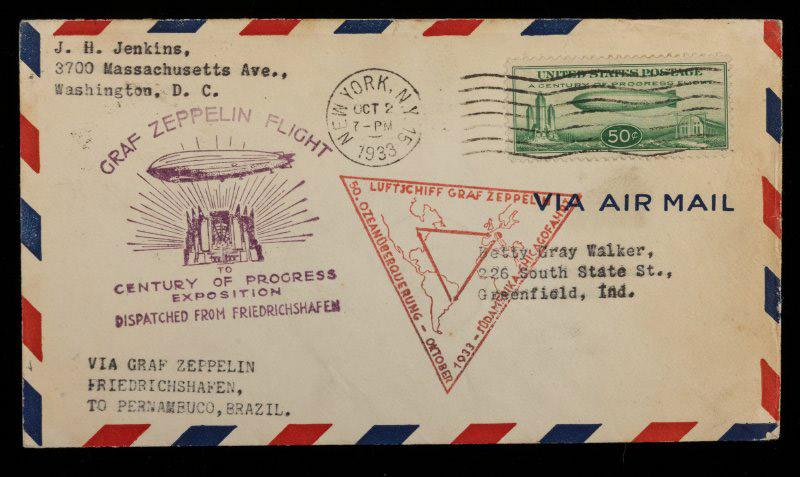 J. H. Jenkins,
3700 Massachusetts Ave.,
Washington, D. C.
GRAF ZEPPELIN FLIGHT
TO
CENTURY OF PROGRESS
EXPOSITION
DISPATCHED FROM FRIEDRICHSHAFEN
NEW YORK, N.Y. 15
OCT 2
7-PM
1933
UNITED STATES POSTAGE
A CENTURY OF PROGRESS FLIGHT
50¢
VIA AIR MAIL
LUFTSCHIFF GRAF ZEPPELIN
50. OZEANÜBERQUERUNG - OKTOBER
1933 - SÜDAMERIKA CHICAGOFAHRT
Betty Gray Walker,
226 South State St.,
Greenfield, Ind.
VIA GRAF ZEPPELIN
FRIEDRICHSHAFEN,
TO PERNAMBUCO, BRAZIL.